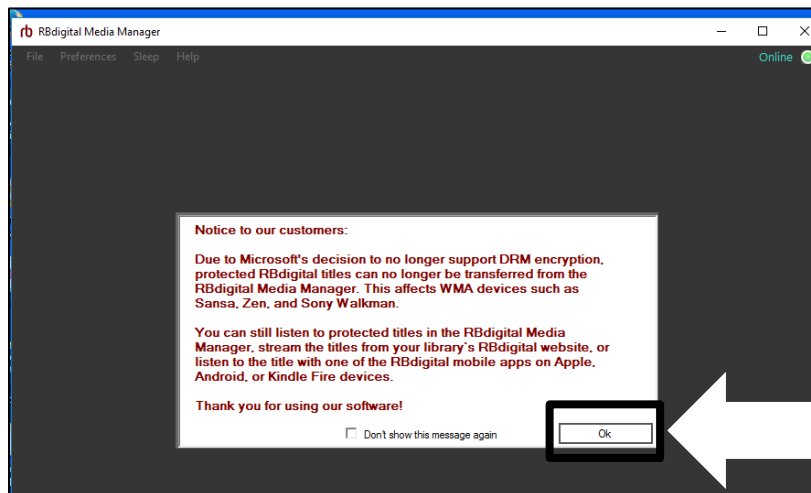 rb RBdigital Media Manager
File Preferences Sleep Help Online
Notice to our customers:
Due to Microsoft's decision to no longer support DRM encryption,
protected RBdigital titles can no longer be transferred from the
RBdigital Media Manager. This affects WMA devices such as
Sansa, Zen, and Sony Walkman.
You can still listen to protected titles in the RBdigital Media
Manager, stream the titles from your library's RBdigital website, or
listen to the title with one of the RBdigital mobile apps on Apple,
Android, or Kindle Fire devices.
Thank you for using our software!
Don't show this message again Ok